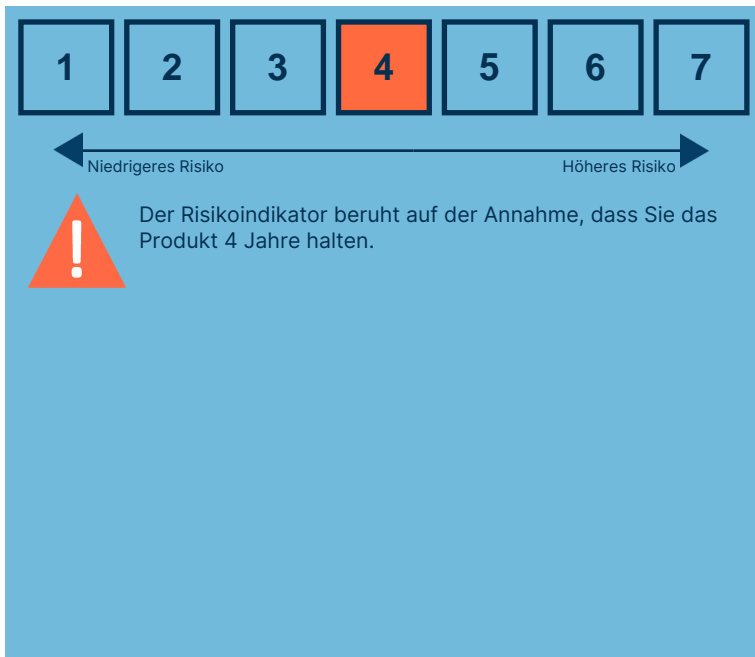 1 2 3 4 5 6 7
Niedrigeres Risiko Höheres Risiko
Der Risikoindikator beruht auf der Annahme, dass Sie das
Produkt 4 Jahre halten.